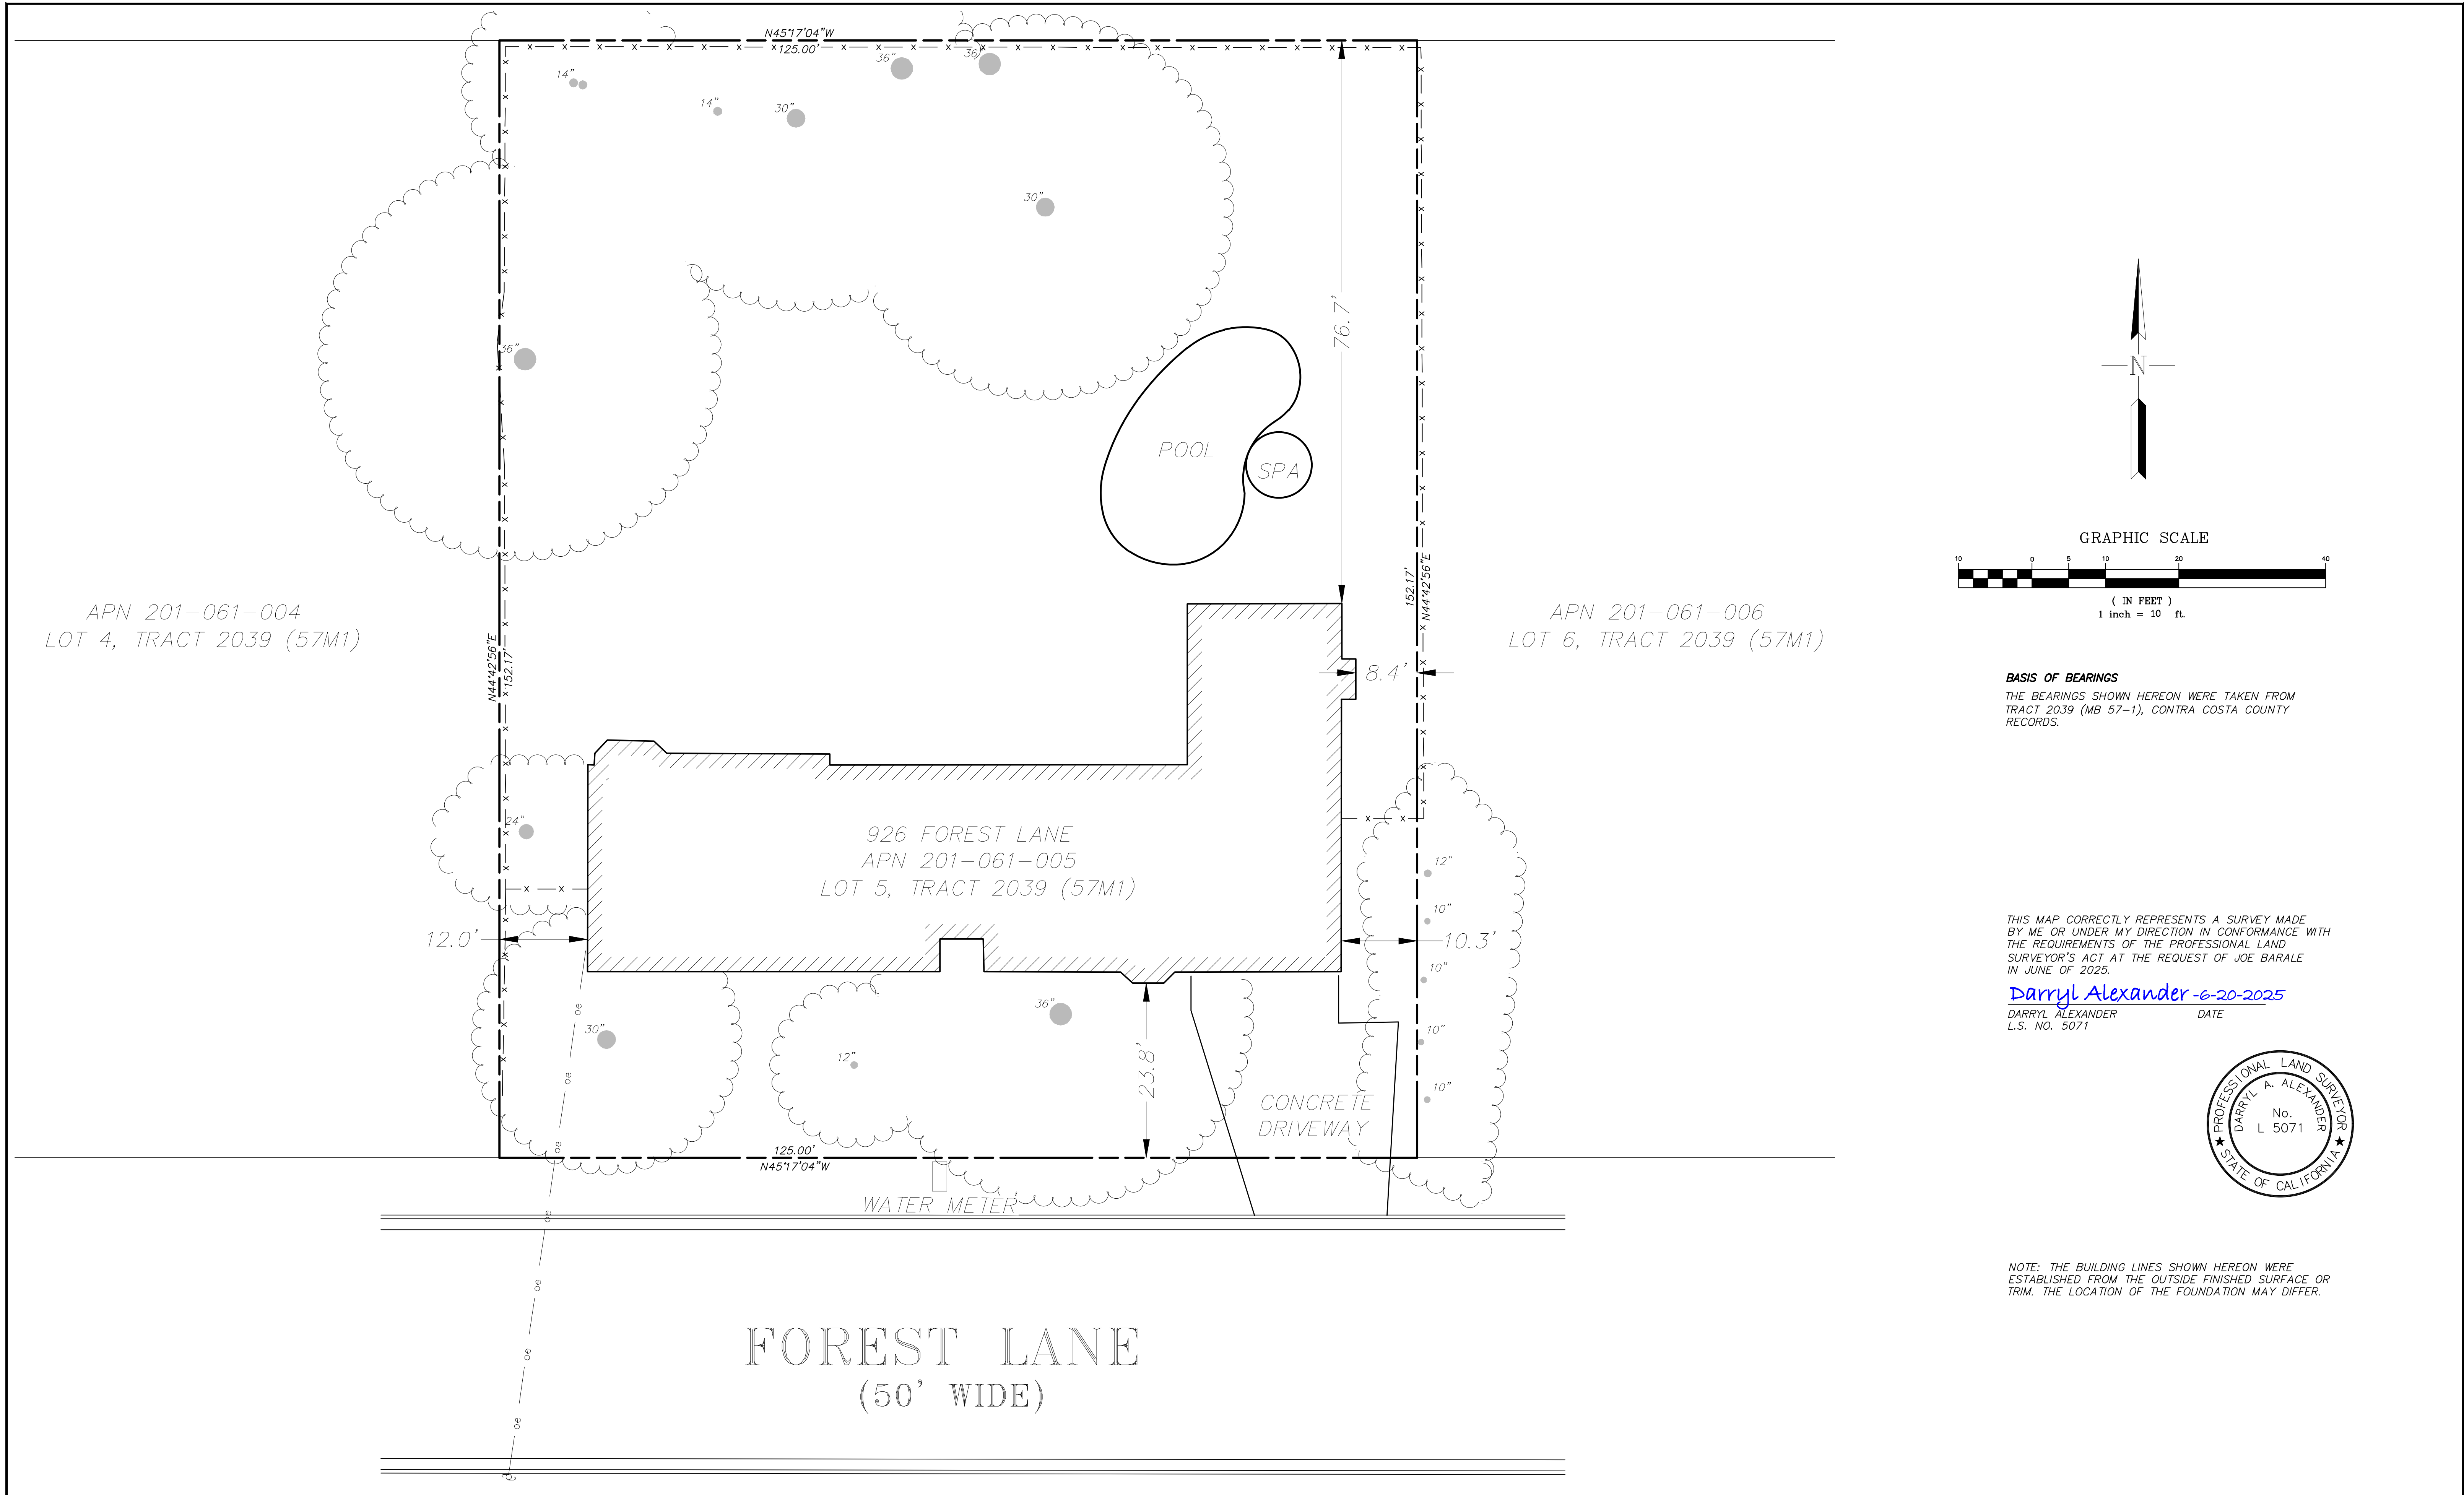 N45°17'04"W
125.00'
14"
14"
30"
36"
36"
30"
36"
76.7'
POOL
SPA
N
GRAPHIC SCALE
10 0 5 10 20 40
( IN FEET )
1 inch = 10 ft.
APN 201-061-004
LOT 4, TRACT 2039 (57M1)
N44°42'56"E
152.17'
152.17'
N44°42'56"E
APN 201-061-006
LOT 6, TRACT 2039 (57M1)
8.4'
BASIS OF BEARINGS
THE BEARINGS SHOWN HEREON WERE TAKEN FROM
TRACT 2039 (MB 57-1), CONTRA COSTA COUNTY
RECORDS.
24"
926 FOREST LANE
APN 201-061-005
LOT 5, TRACT 2039 (57M1)
12.0'
10.3'
12"
10"
10"
10"
10"
30"
12"
36"
23.8'
CONCRETE
DRIVEWAY
THIS MAP CORRECTLY REPRESENTS A SURVEY MADE
BY ME OR UNDER MY DIRECTION IN CONFORMANCE WITH
THE REQUIREMENTS OF THE PROFESSIONAL LAND
SURVEYOR'S ACT AT THE REQUEST OF JOE BARALE
IN JUNE OF 2025.
Darryl Alexander -6-20-2025
DARRYL ALEXANDER DATE
L.S. NO. 5071
PROFESSIONAL LAND SURVEYOR
DARRYL A. ALEXANDER
No.
L 5071
STATE OF CALIFORNIA
125.00'
N45°17'04"W
WATER METER
oe
oe
oe
oe
oe
oe
oe
oe
NOTE: THE BUILDING LINES SHOWN HEREON WERE
ESTABLISHED FROM THE OUTSIDE FINISHED SURFACE OR
TRIM. THE LOCATION OF THE FOUNDATION MAY DIFFER.
FOREST LANE
(50' WIDE)